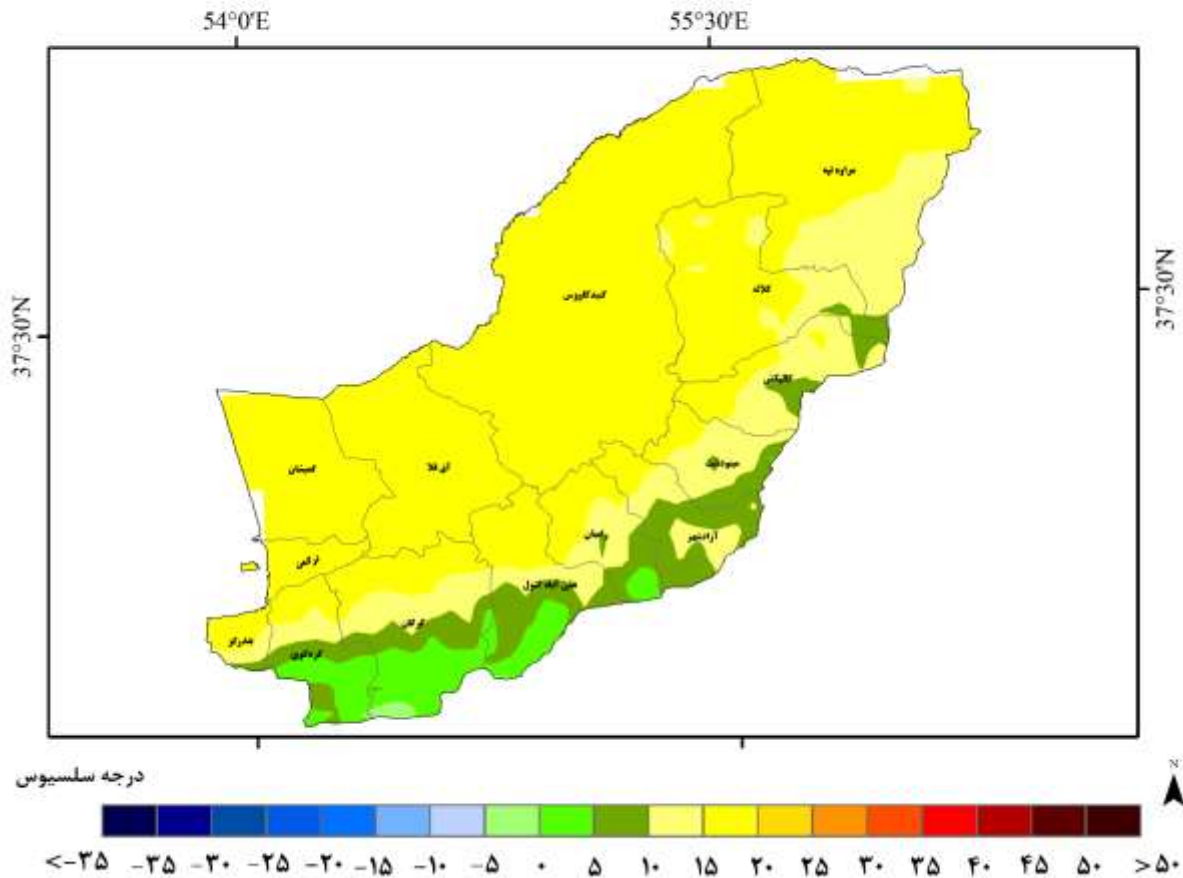 54°0'E 55°30'E
37°30'N
37°30'N
مراوه تپه
کلاله
گنبدکاووس
گالیکش
مینودشت
گمیشان
آق قلا
رامیان
آزادشهر
ترکمن
علی آباد کتول
گرگان
بندرگز
کردکوی
درجه سلسیوس
N
<-۳۵ -۳۵ -۳۰ -۲۵ -۲۰ -۱۵ -۱۰ -۵ ۰ ۵ ۱۰ ۱۵ ۲۰ ۲۵ ۳۰ ۳۵ ۴۰ ۴۵ ۵۰ >۵۰